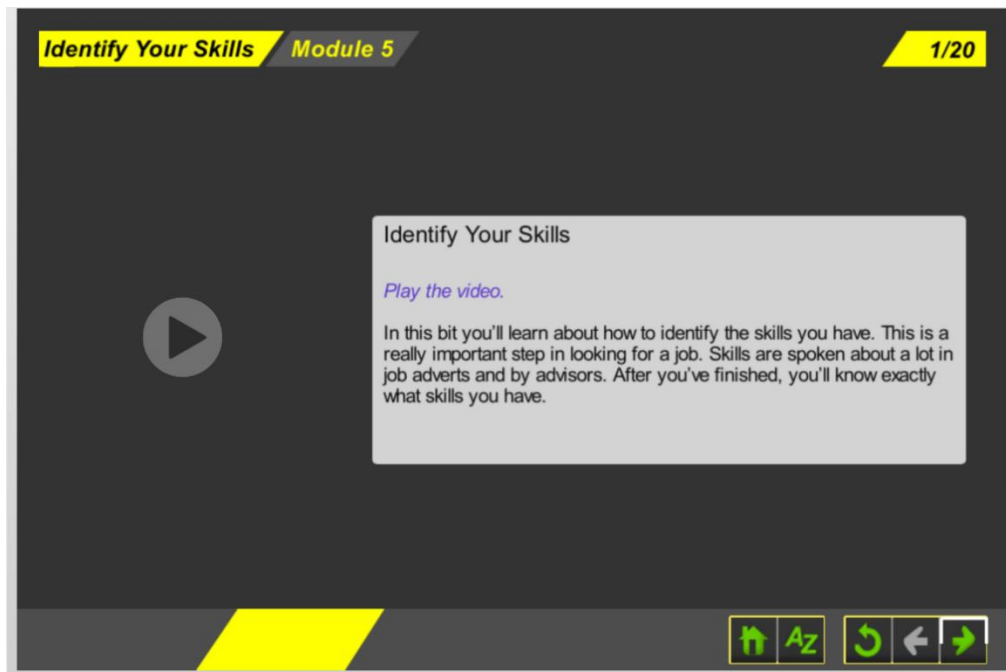 Identify Your Skills Module 5 1/20
Identify Your Skills
Play the video.
In this bit you'll learn about how to identify the skills you have. This is a
really important step in looking for a job. Skills are spoken about a lot in
job adverts and by advisors. After you've finished, you'll know exactly
what skills you have.
AZ